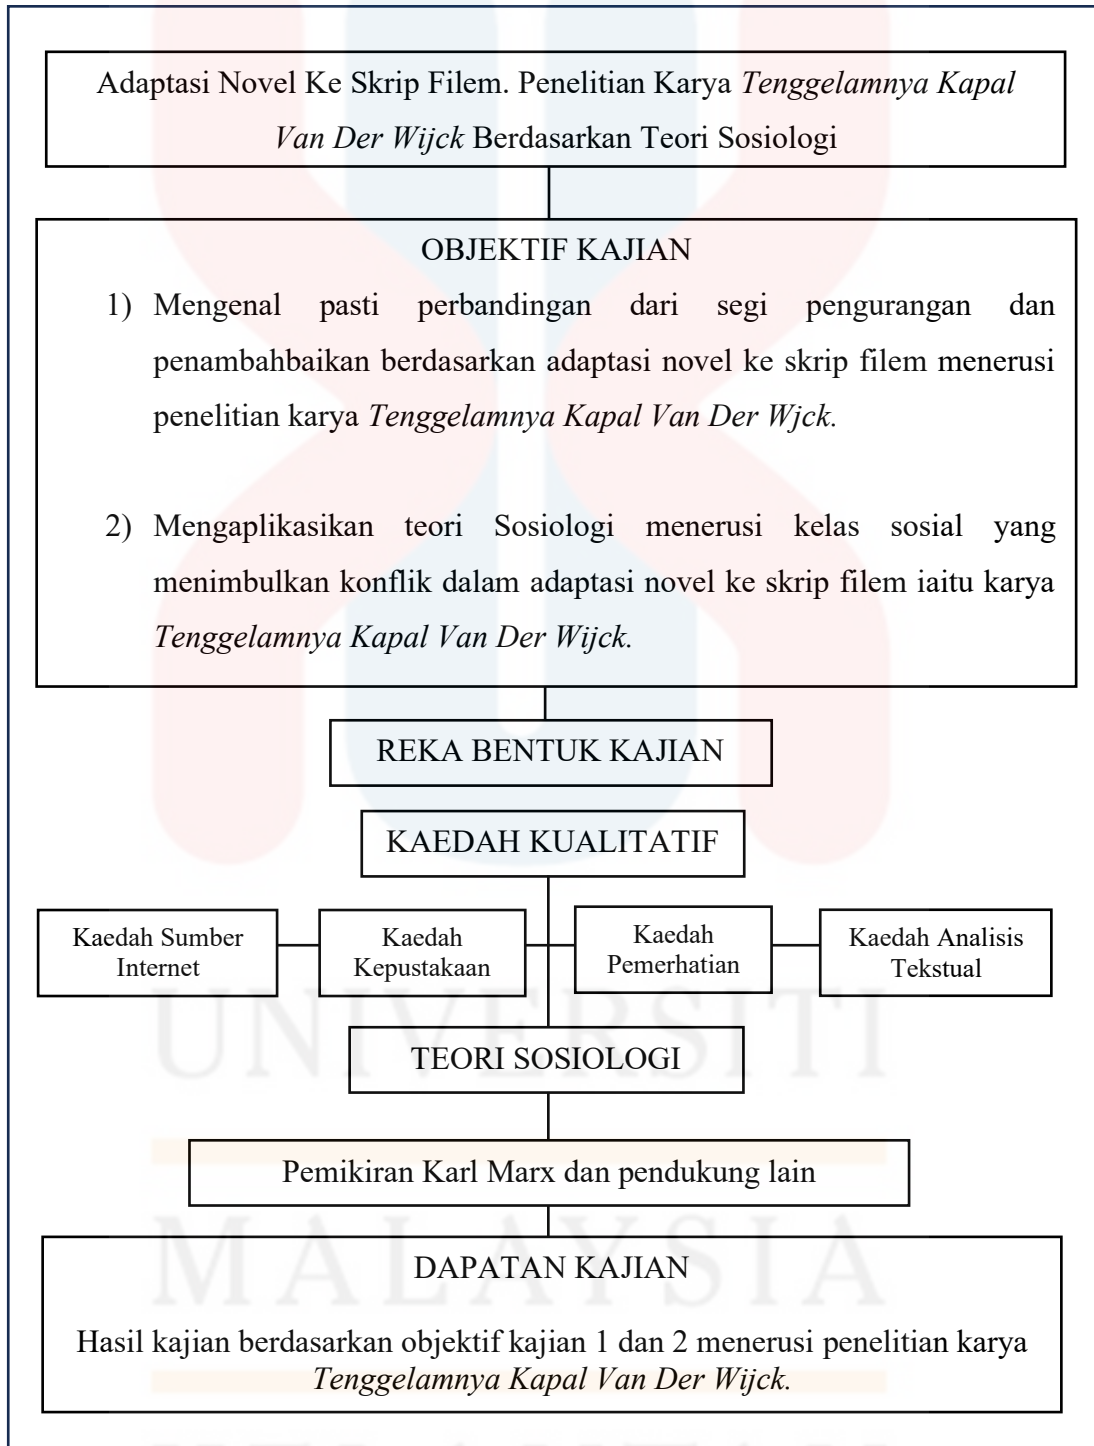 Adaptasi Novel Ke Skrip Filem. Penelitian Karya Tenggelamnya Kapal
Van Der Wijck Berdasarkan Teori Sosiologi
OBJEKTIF KAJIAN
1) Mengenal pasti perbandingan dari segi pengurangan dan
penambahbaikan berdasarkan adaptasi novel ke skrip filem menerusi
penelitian karya Tenggelamnya Kapal Van Der Wjck.
2) Mengaplikasikan teori Sosiologi menerusi kelas sosial yang
menimbulkan konflik dalam adaptasi novel ke skrip filem iaitu karya
Tenggelamnya Kapal Van Der Wijck.
REKA BENTUK KAJIAN
KAEDAH KUALITATIF
Kaedah Sumber
Internet
Kaedah
Kepustakaan
Kaedah
Pemerhatian
Kaedah Analisis
Tekstual
UNIVERSITI
TEORI SOSIOLOGI
Pemikiran Karl Marx dan pendukung lain
MALAYSIA
DAPATAN KAJIAN
Hasil kajian berdasarkan objektif kajian 1 dan 2 menerusi penelitian karya
Tenggelamnya Kapal Van Der Wijck.